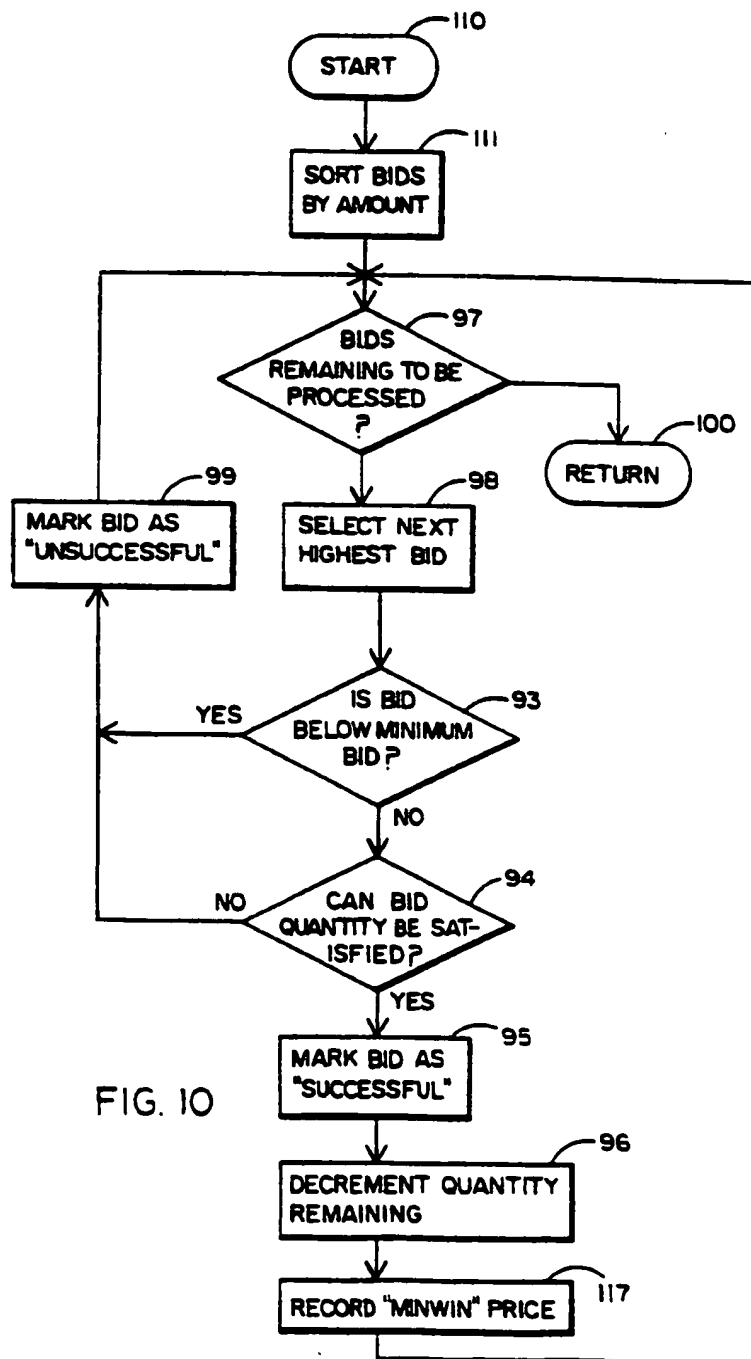 110
START
111
SORT BIDS
BY AMOUNT
97
BIDS
REMAINING TO BE
PROCESSED
?
100
RETURN
99
MARK BID AS
"UNSUCCESSFUL"
98
SELECT NEXT
HIGHEST BID
93
YES
IS BID
BELOW MINIMUM
BID?
NO
94
NO
CAN BID
QUANTITY BE SAT-
ISFIED?
YES
95
MARK BID AS
"SUCCESSFUL"
FIG. 10
96
DECREMENT QUANTITY
REMAINING
117
RECORD "MINWIN" PRICE